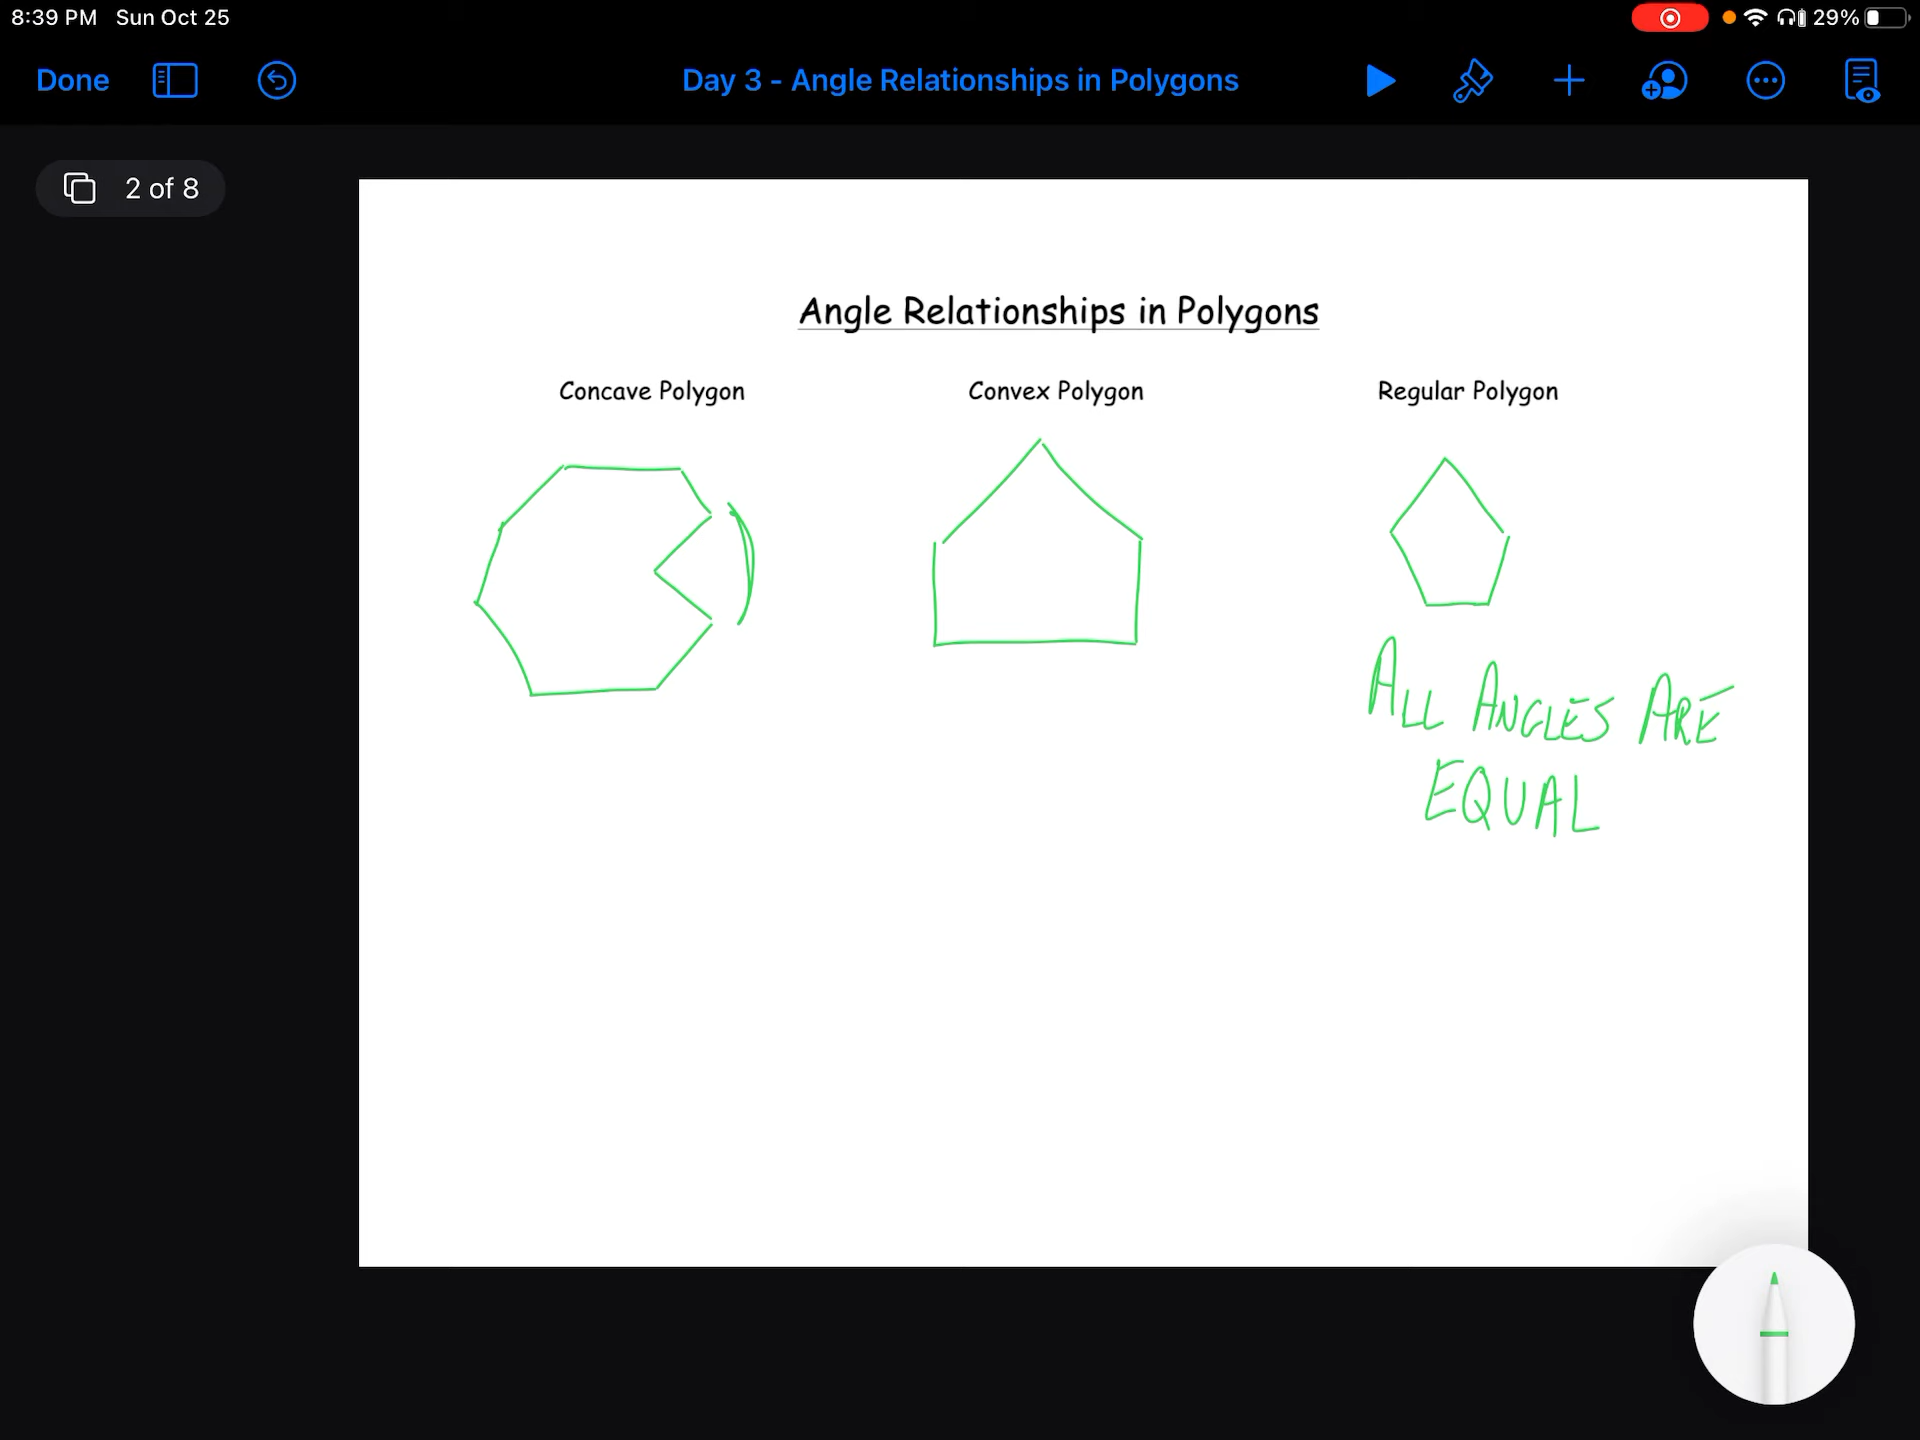 8:39 PM Sun Oct 25
29%
Done
Day 3 - Angle Relationships in Polygons
2 of 8
Angle Relationships in Polygons
Concave Polygon
Convex Polygon
Regular Polygon
ALL ANGLES ARE
EQUAL